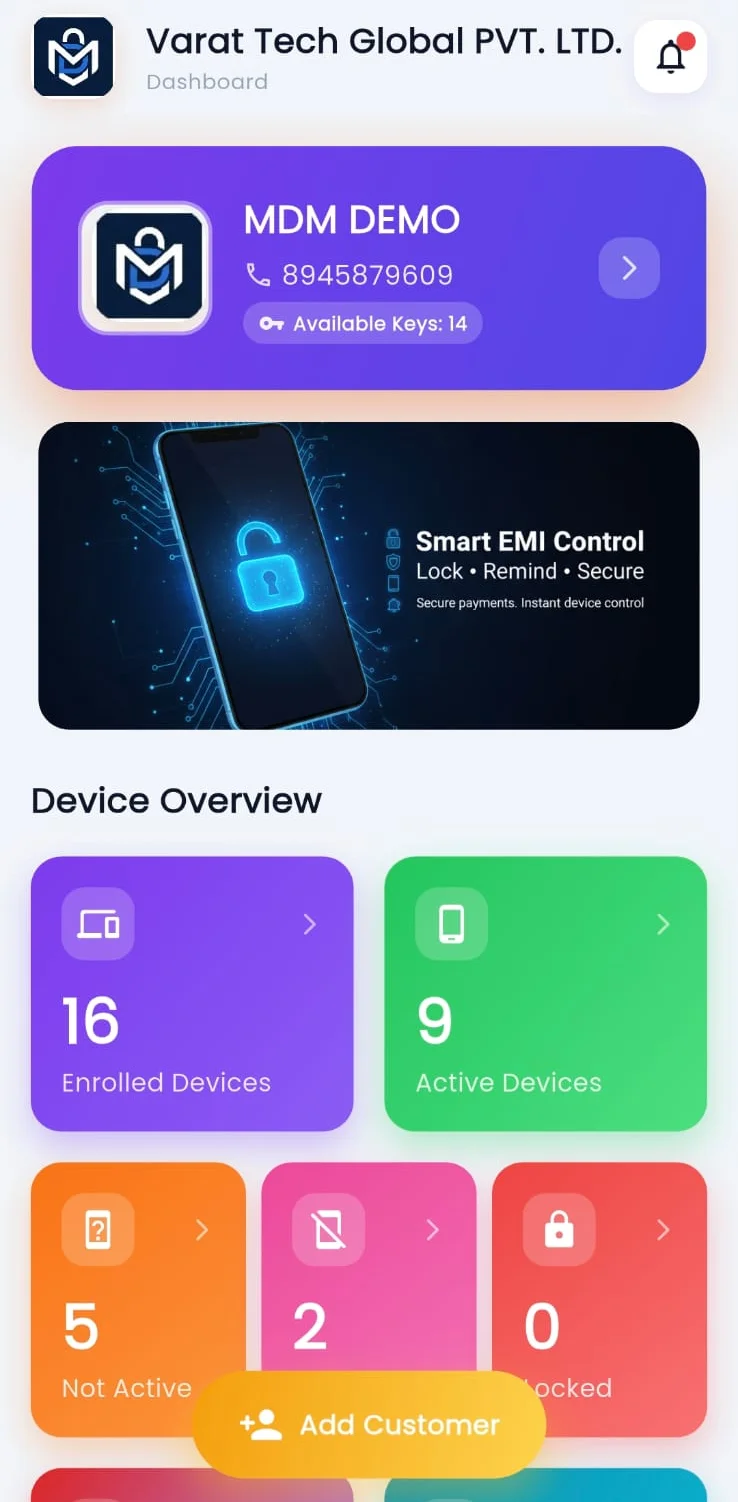 Varat Tech Global PVT. LTD.
Dashboard
MDM DEMO
8945879609
Available Keys: 14
Smart EMI Control
Lock • Remind • Secure
Secure payments. Instant device control
Device Overview
16
Enrolled Devices
9
Active Devices
5
Not Active
2
0
Locked
Add Customer